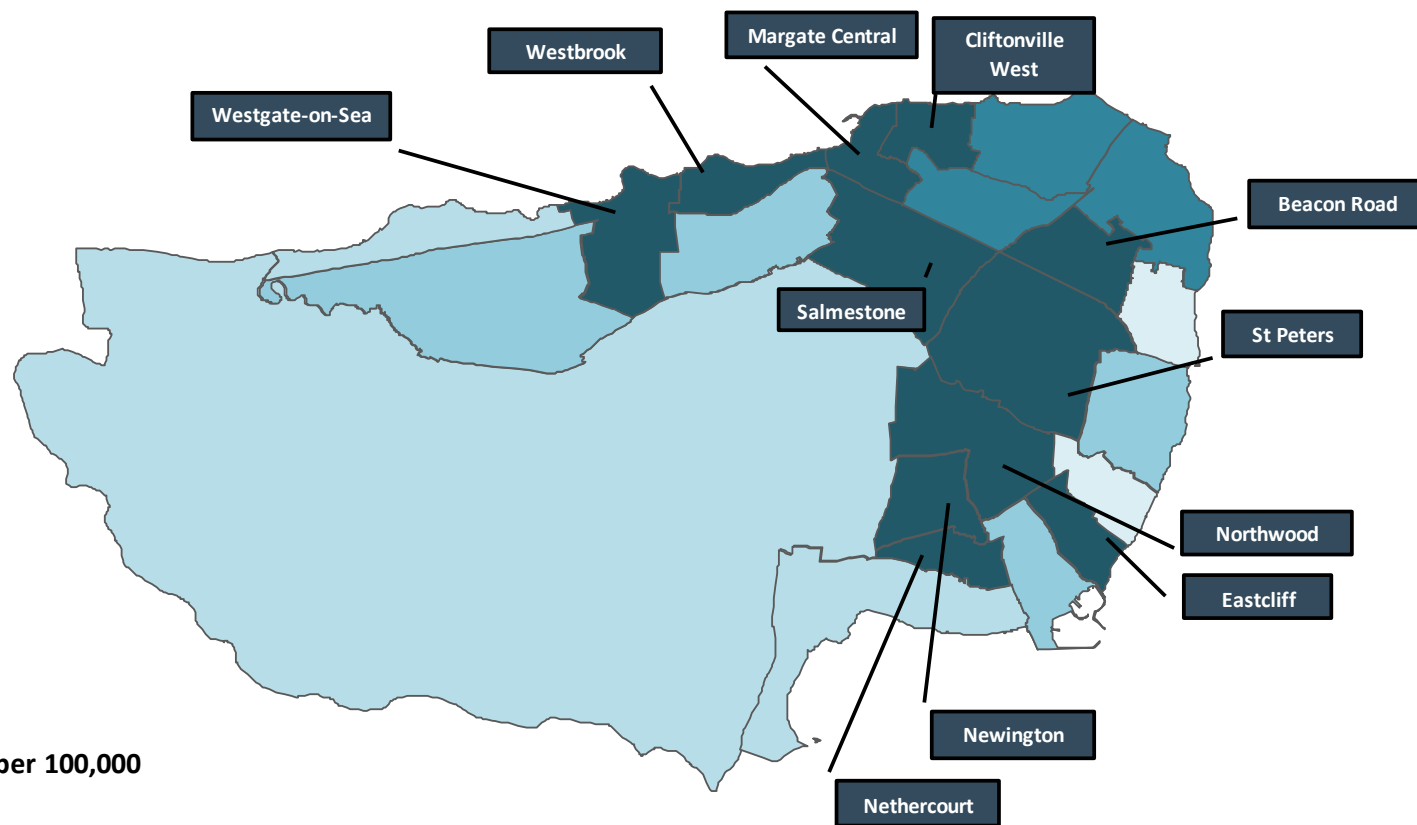 Margate Central
Cliftonville
West
Westbrook
Westgate-on-Sea
Beacon Road
Salmestone
St Peters
Northwood
Eastcliff
Newington
per 100,000
Nethercourt